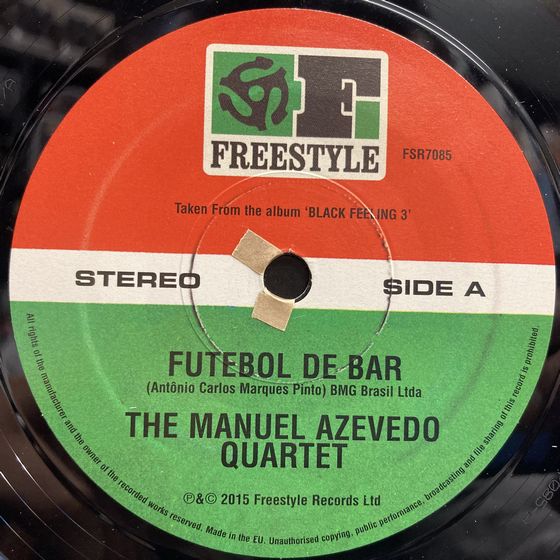 F
FREESTYLE
FSR7085
Taken From the album 'BLACK FEELING 3'
STEREO
SIDE A
FUTEBOL DE BAR
(Antônio Carlos Marques Pinto) BMG Brasil Ltda
THE MANUEL AZEVEDO
QUARTET
℗&© 2015 Freestyle Records Ltd
All rights of the manufacturer and the owner of the recorded works reserved. Made in the EU. Unauthorised copying, public performance, broadcasting and file sharing of this record is prohibited.